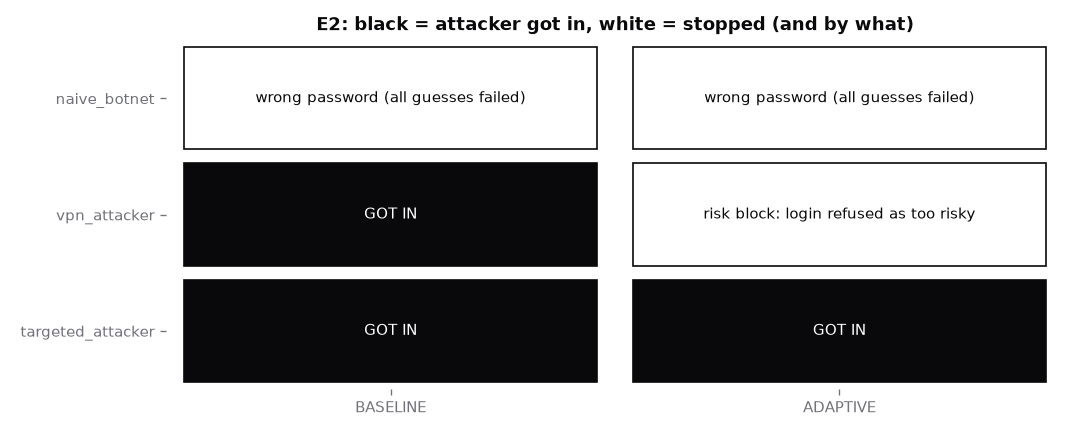 E2: black = attacker got in, white = stopped (and by what)
naive_botnet
wrong password (all guesses failed)
wrong password (all guesses failed)
vpn_attacker
GOT IN
risk block: login refused as too risky
targeted_attacker
GOT IN
GOT IN
BASELINE
ADAPTIVE